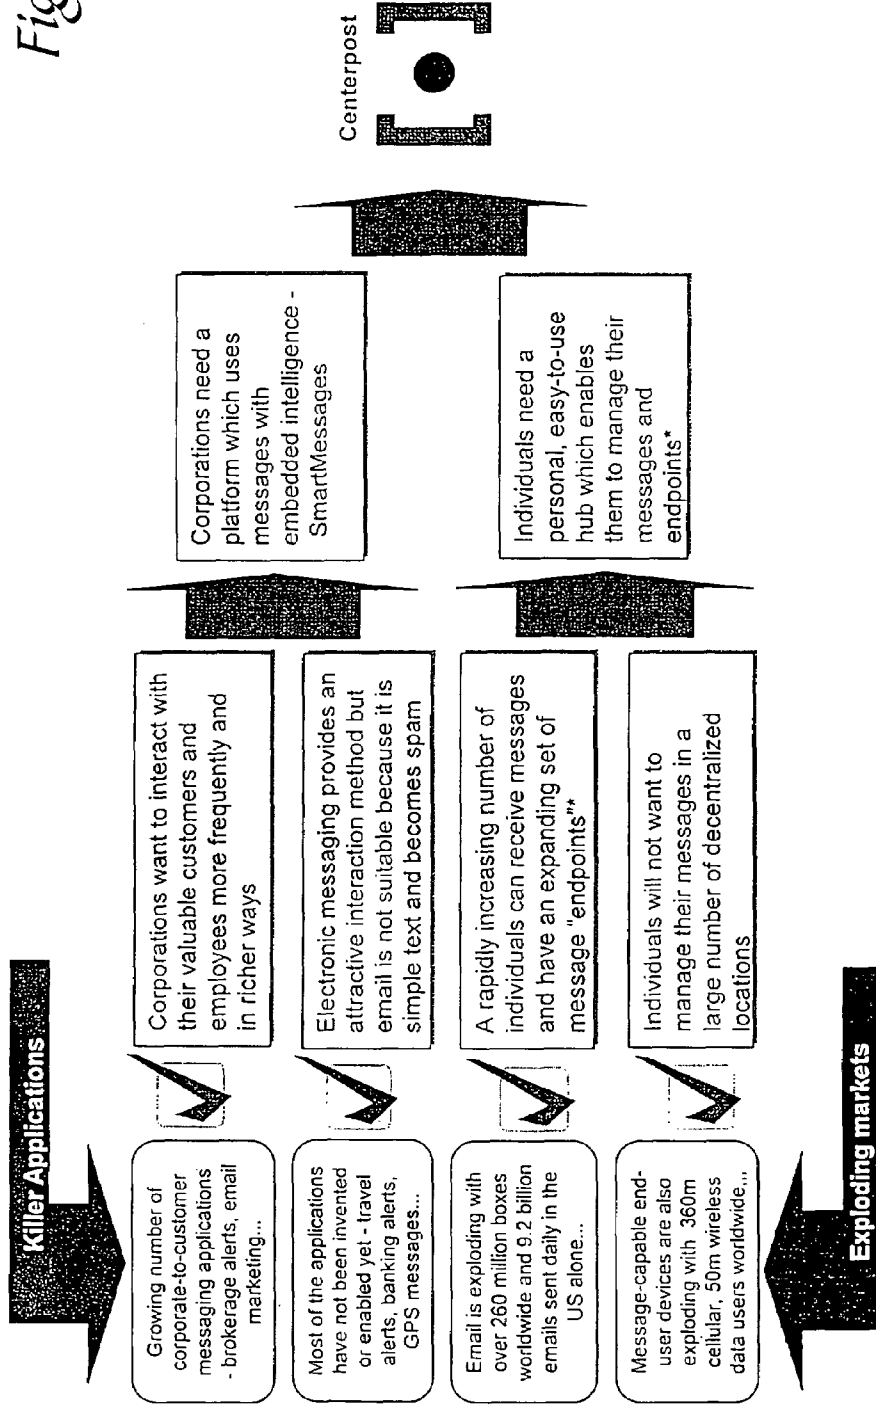 Fig
Killer Applications
Growing number of
corporate-to-customer
messaging applications
- brokerage alerts, email
marketing...
Corporations want to interact with
their valuable customers and
employees more frequently and
in richer ways
Most of the applications
have not been invented
or enabled yet - travel
alerts, banking alerts,
GPS messages...
Electronic messaging provides an
attractive interaction method but
email is not suitable because it is
simple text and becomes spam
Corporations need a
platform which uses
messages with
embedded intelligence -
SmartMessages
Email is exploding with
over 260 million boxes
worldwide and 9.2 billion
emails sent daily in the
US alone...
A rapidly increasing number of
individuals can receive messages
and have an expanding set of
message "endpoints"*
Message-capable end-
user devices are also
exploding with 360m
cellular, 50m wireless
data users worldwide...
Individuals will not want to
manage their messages in a
large number of decentralized
locations
Individuals need a
personal, easy-to-use
hub which enables
them to manage their
messages and
endpoints*
Centerpost
Exploding markets